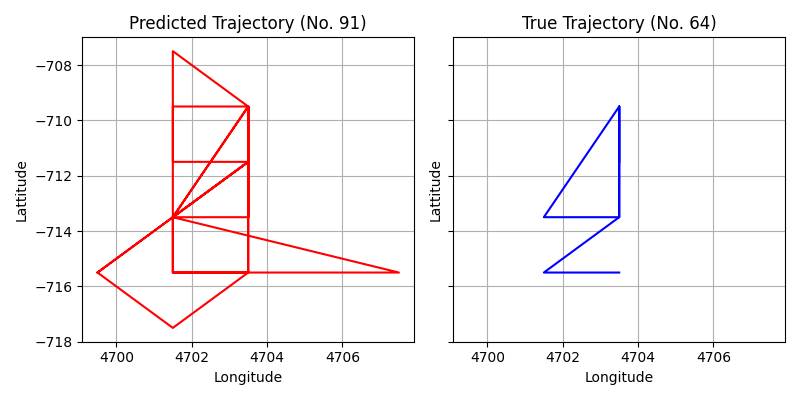 Predicted Trajectory (No. 91)
Lattitude
−708
−710
−712
−714
−716
−718
4700 4702 4704 4706
Longitude
True Trajectory (No. 64)
Lattitude
4700 4702 4704 4706
Longitude